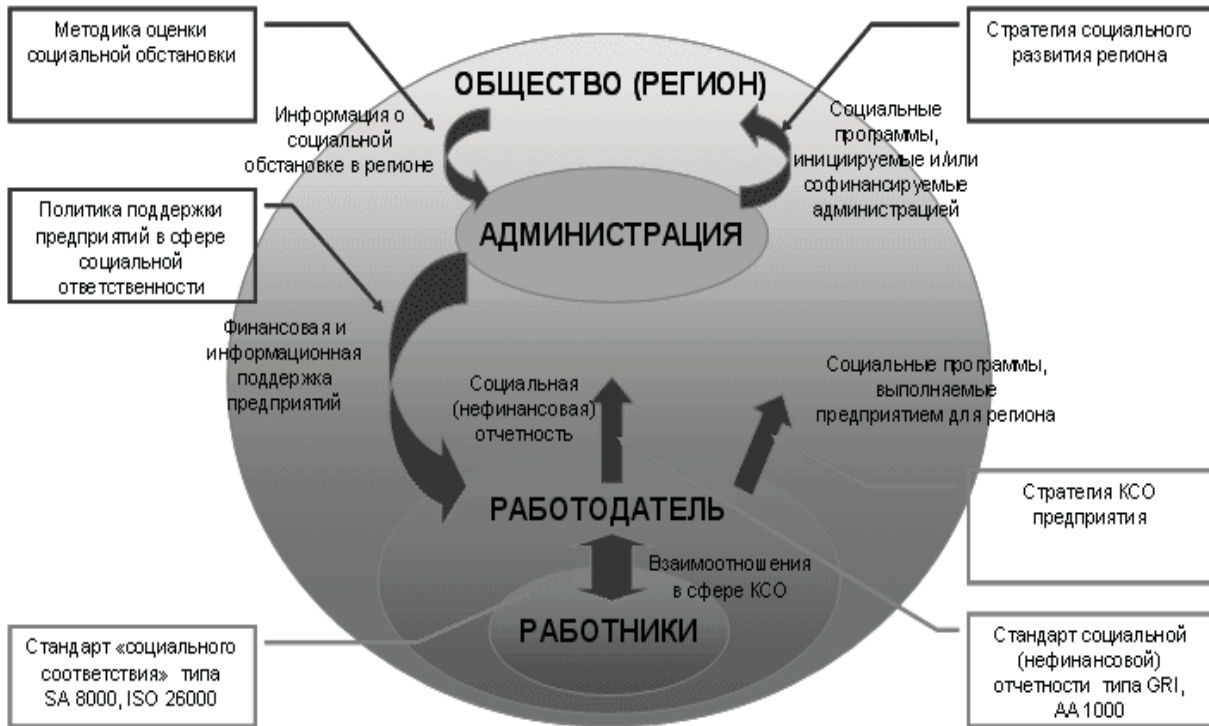 Методика оценки
социальной обстановки
Стратегия социального
развития региона
ОБЩЕСТВО (РЕГИОН)
Информация о
социальной
обстановке в регионе
Социальные
программы,
инициируемые и/или
софинансируемые
администрацией
Политика поддержки
предприятий в сфере
социальной
ответственности
АДМИНИСТРАЦИЯ
Финансовая и
информационная
поддержка
предприятий
Социальная
(нефинансовая)
отчетность
Социальные программы,
выполняемые
предприятием для региона
РАБОТОДАТЕЛЬ
Стратегия КСО
предприятия
Взаимоотношения
в сфере КСО
РАБОТНИКИ
Стандарт «социального
соответствия» типа
SA 8000, ISO 26000
Стандарт социальной
(нефинансовой)
отчетности типа GRI,
AA 1000